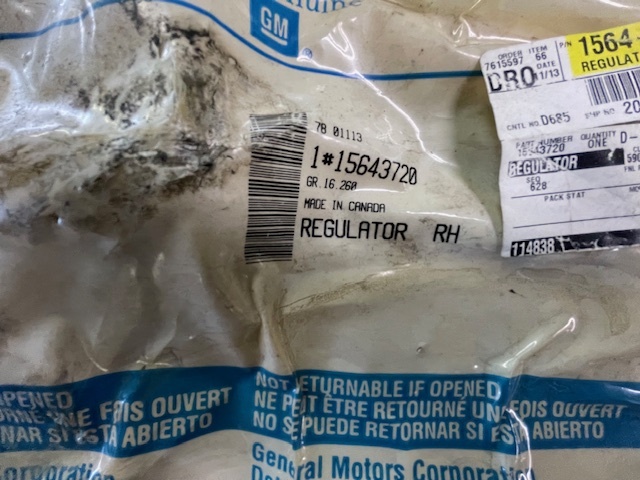 Genuine
GM
®
78 01113
1#15643720
GR.16.260
MADE IN CANADA
REGULATOR RH
ORDER ITEM
7615597 66
DATE
DRO 11/13
P/N 1564
REGULAT
CNTL NO. D685
SHP NO 20
PART NUMBER QUANTITY
ONE D
REGULATOR
SEQ
628
PACK STAT
114838
OPENED
NE FOIS OUVERT
ABIERTO
NOT RETURNABLE IF OPENED
NE PEUT ÊTRE RETOURNÉ UNE FOIS OUVERT
NO SE PUEDE RETORNAR SI ESTA ABIERTO
Corporation
General Motors Corporation